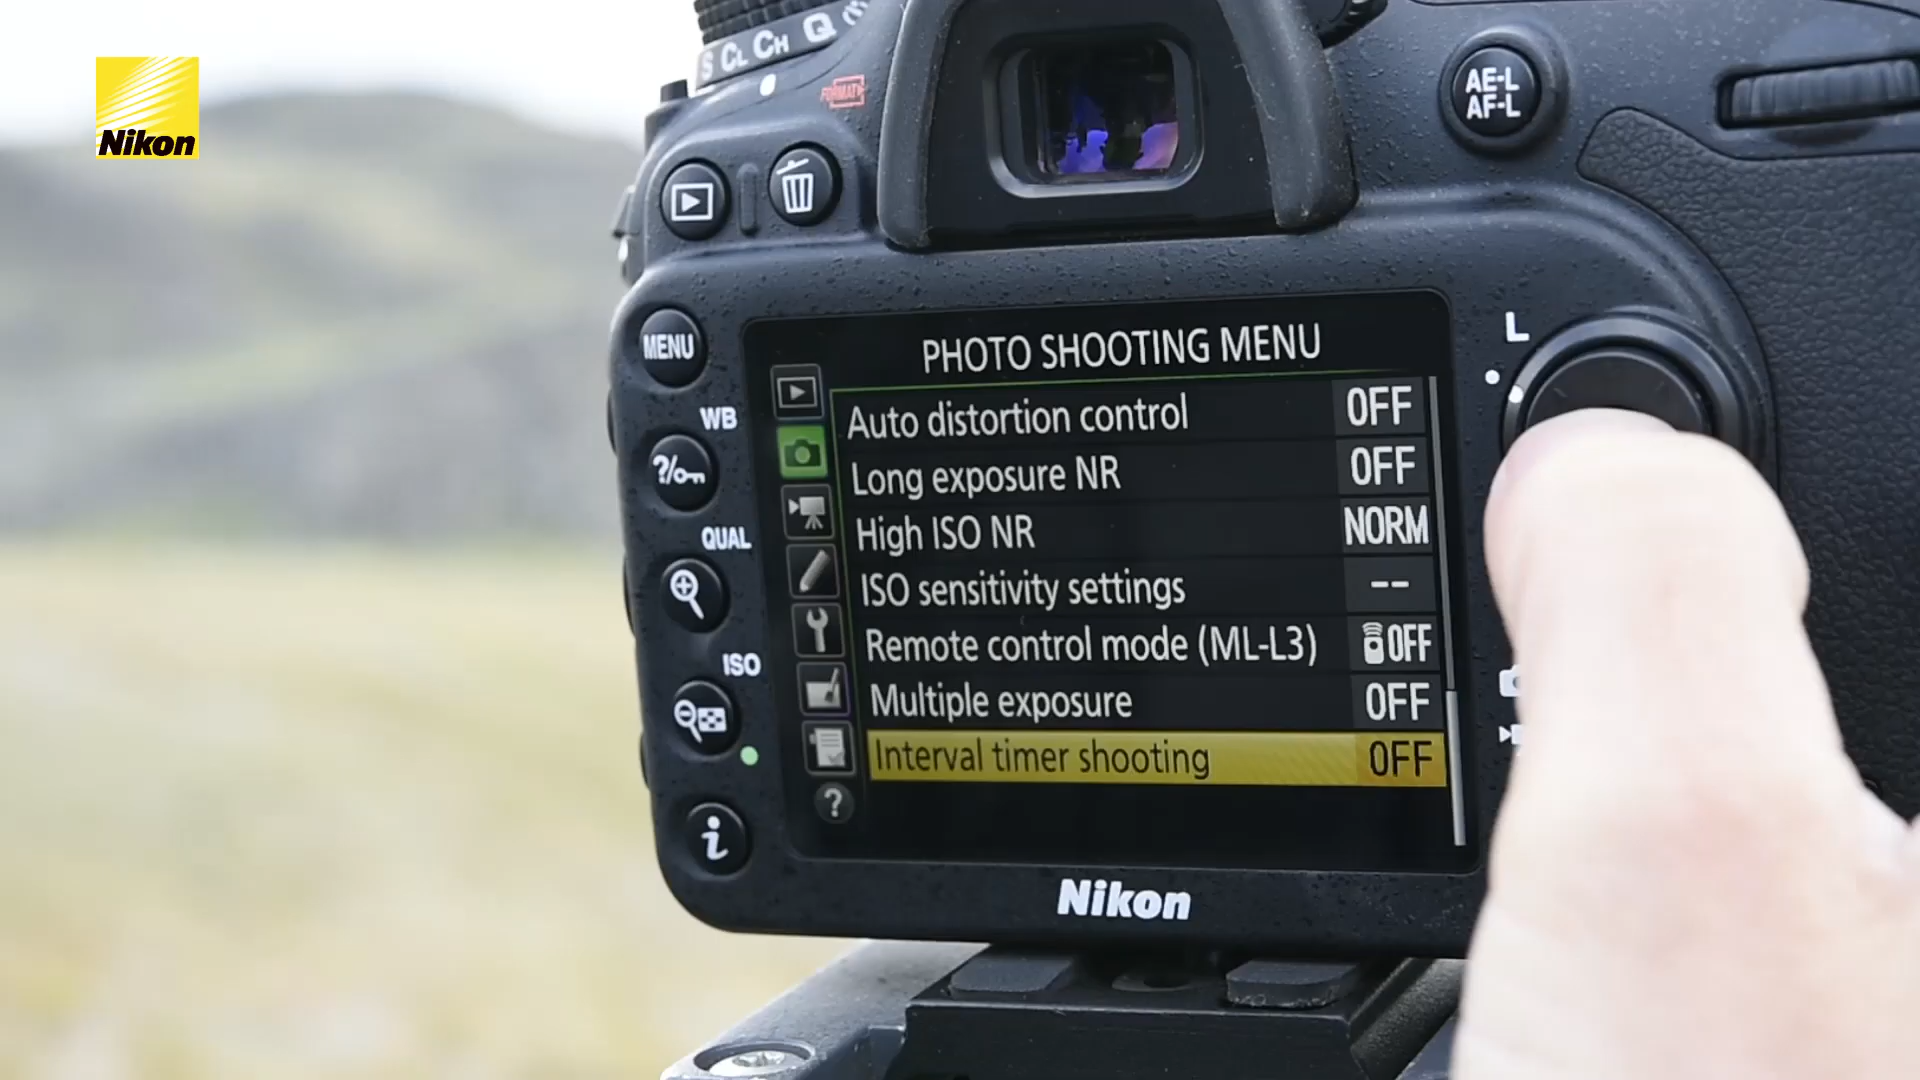 Nikon
S CL CH Q
FORMAT
AE-L
AF-L
MENU
WB
?
QUAL
ISO
i
L
PHOTO SHOOTING MENU
Auto distortion control OFF
Long exposure NR OFF
High ISO NR NORM
ISO sensitivity settings --
Remote control mode (ML-L3) OFF
Multiple exposure OFF
Interval timer shooting OFF
?
Nikon